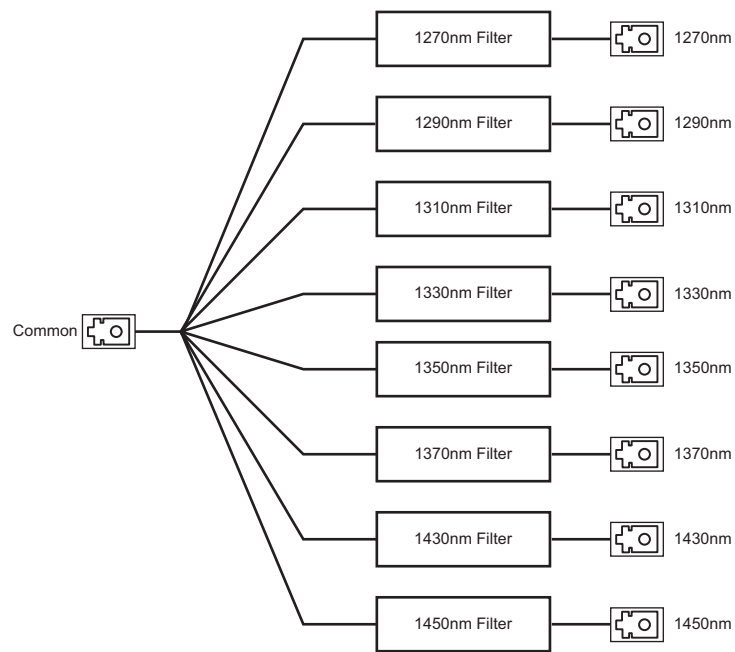 1270nm Filter 1270nm
1290nm Filter 1290nm
1310nm Filter 1310nm
1330nm Filter 1330nm
Common
1350nm Filter 1350nm
1370nm Filter 1370nm
1430nm Filter 1430nm
1450nm Filter 1450nm